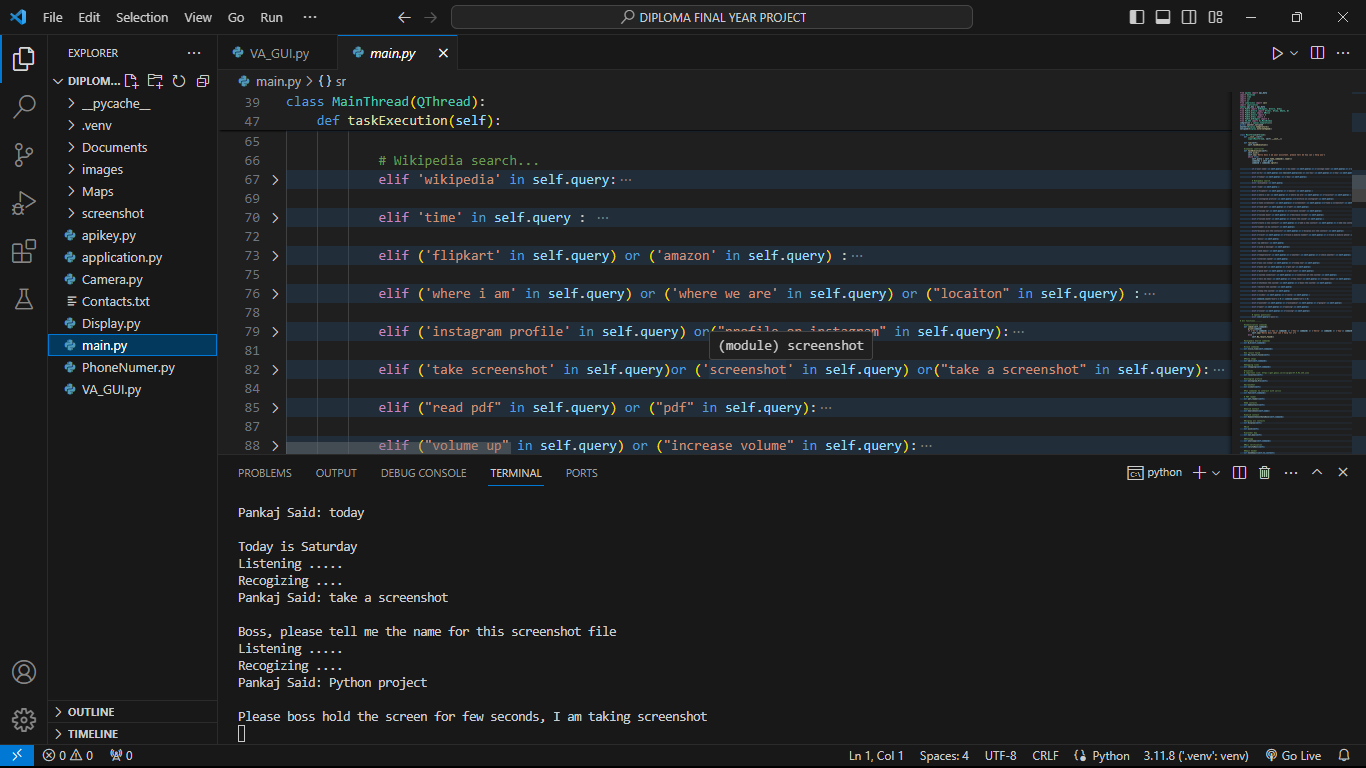 File Edit Selection View Go Run ··· DIPLOMA FINAL YEAR PROJECT
EXPLORER ···
DIPLOM...
__pycache__
.venv
Documents
images
Maps
screenshot
apikey.py
application.py
Camera.py
Contacts.txt
Display.py
main.py
PhoneNumer.py
VA_GUI.py
OUTLINE
TIMELINE
VA_GUI.py main.py
main.py > {} sr
39 class MainThread(QThread):
47 def taskExecution(self):
65
66 # Wikipedia search...
67 elif 'wikipedia' in self.query:···
69
70 elif 'time' in self.query : ···
72
73 elif ('flipkart' in self.query) or ('amazon' in self.query) :···
75
76 elif ('where i am' in self.query) or ('where we are' in self.query) or ("locaiton" in self.query) :···
78
79 elif ('instagram profile' in self.query) or("profile on instagram" in self.query):···
(module) screenshot
81
82 elif ('take screenshot' in self.query)or ('screenshot' in self.query) or("take a screenshot" in self.query):···
84
85 elif ("read pdf" in self.query) or ("pdf" in self.query):···
87
88 elif ("volume up" in self.query) or ("increase volume" in self.query):···
PROBLEMS OUTPUT DEBUG CONSOLE TERMINAL PORTS python
Pankaj Said: today
Today is Saturday
Listening .....
Recogizing ....
Pankaj Said: take a screenshot
Boss, please tell me the name for this screenshot file
Listening .....
Recogizing ....
Pankaj Said: Python project
Please boss hold the screen for few seconds, I am taking screenshot
0 0 0 Ln 1, Col 1 Spaces: 4 UTF-8 CRLF Python 3.11.8 ('.venv': venv) Go Live